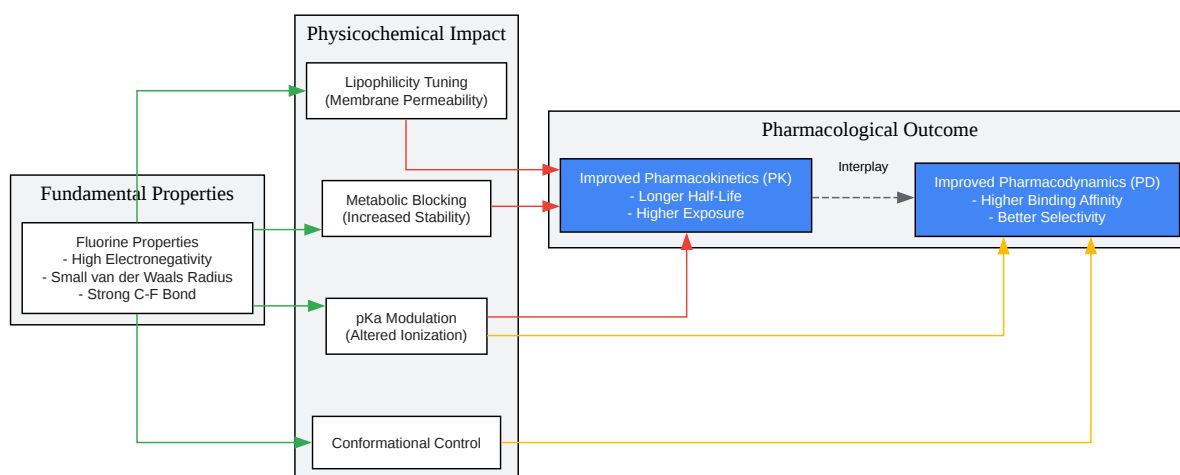 Fundamental Properties
Fluorine Properties
- High Electronegativity
- Small van der Waals Radius
- Strong C-F Bond
Physicochemical Impact
Lipophilicity Tuning
(Membrane Permeability)
Metabolic Blocking
(Increased Stability)
pKa Modulation
(Altered Ionization)
Conformational Control
Pharmacological Outcome
Improved Pharmacokinetics (PK)
- Longer Half-Life
- Higher Exposure
Interplay
Improved Pharmacodynamics (PD)
- Higher Binding Affinity
- Better Selectivity